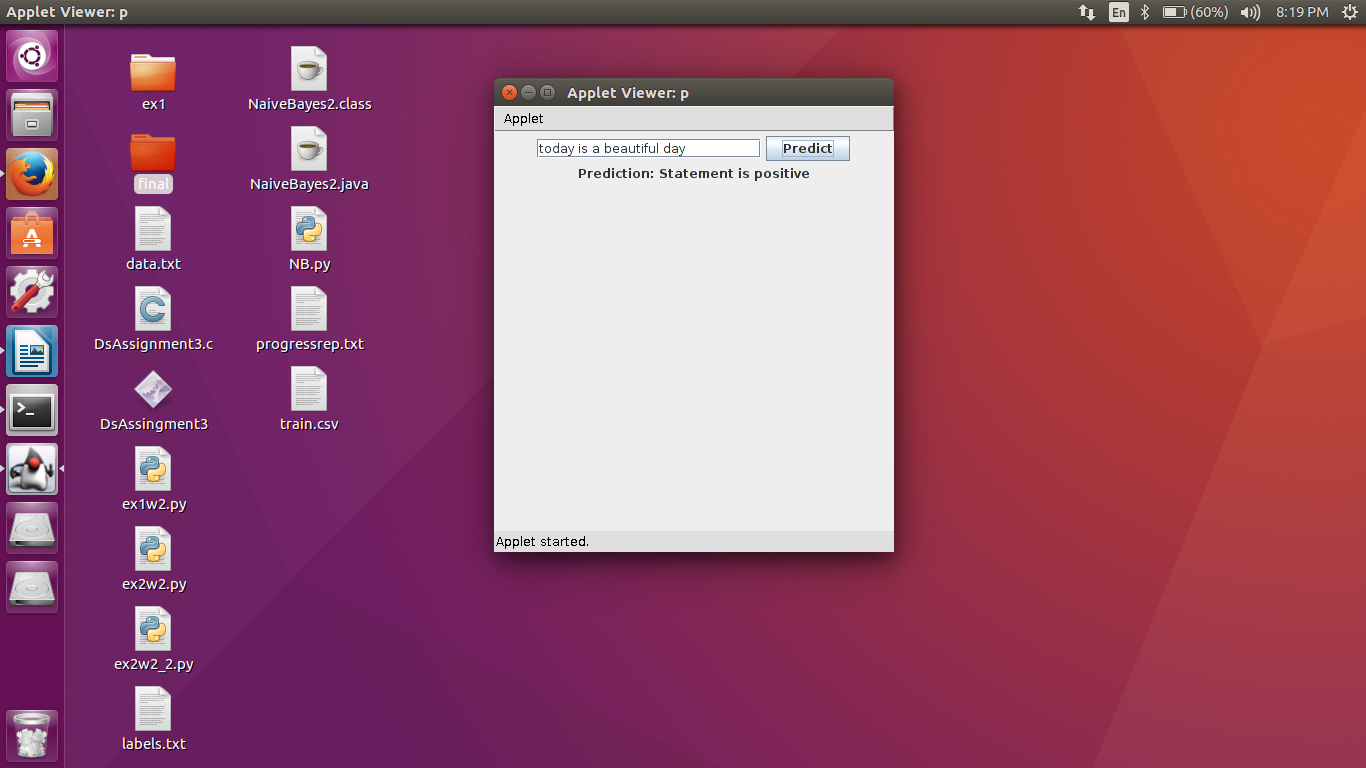 Applet Viewer: p
En
(60%)
8:19 PM
ex1
NaiveBayes2.class
final
NaiveBayes2.java
data.txt
NB.py
DsAssignment3.c
progressrep.txt
DsAssingment3
train.csv
ex1w2.py
ex2w2.py
ex2w2_2.py
labels.txt
Applet Viewer: p
Applet
today is a beautiful day
Predict
Prediction: Statement is positive
Applet started.